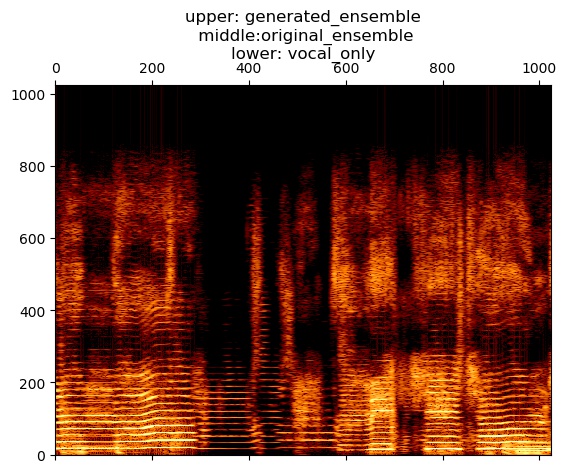 upper: generated_ensemble
middle:original_ensemble
lower: vocal_only
0 200 400 600 800 1000
1000
800
600
400
200
0